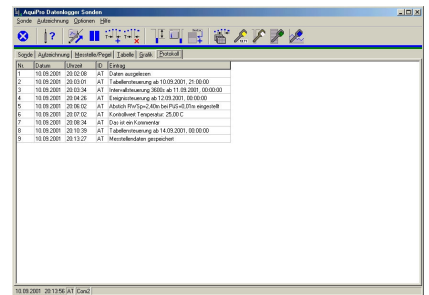 AquiPro Datenlogger Sonden
Sonde Aufzeichnung Optionen Hilfe
Sonde Aufzeichnung Messstelle/Pegel Tabelle Grafik Protokoll
Nr. Datum Uhrzeit ID Eintrag
1 10.09.2001 20:02:08 AT Daten ausgelesen
2 10.09.2001 20:03:01 AT Tabellensteuerung ab 10.09.2001, 21:00:00
3 10.09.2001 20:03:34 AT Intervallsteuerung 3600s ab 11.09.2001, 00:00:00
4 10.09.2001 20:04:26 AT Ereignissteuerung ab 12.09.2001, 00:00:00
5 10.09.2001 20:06:02 AT Abstich RWSp=2,40m bei PüS=0,01m eingestellt
6 10.09.2001 20:07:02 AT Kontrollwert Temperatur: 25,00 C
7 10.09.2001 20:08:34 AT Das ist ein Kommentar
8 10.09.2001 20:10:39 AT Tabellensteuerung ab 14.09.2001, 00:00:00
9 10.09.2001 20:13:27 AT Messstellendaten gespeichert
10.09.2001 20:13:56 AT Com2